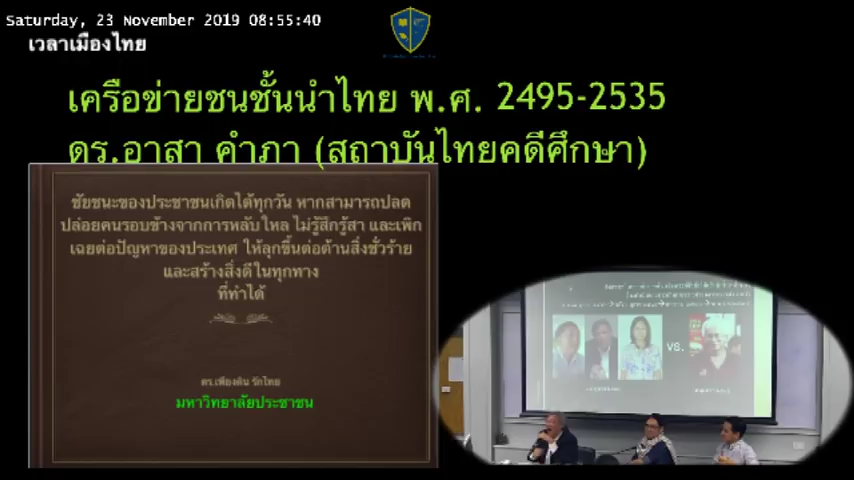 Saturday, 23 November 2019 08:55:40
เวลาเมืองไทย
เครือข่ายชนชั้นนำไทย พ.ศ. 2495-2535
ดร.อาสา คำภา (สถาบันไทยคดีศึกษา)
ชัยชนะของประชาชนเกิดได้ทุกวัน หากสามารถปลด
ปล่อยคนรอบข้างจากการหลับใหล ไม่รู้สึกรู้สา และเพิก
เฉยต่อปัญหาของประเทศ ให้ลุกขึ้นต่อต้านสิ่งชั่วร้าย
และสร้างสิ่งดีในทุกทาง
ที่ทำได้
ดร.เพียงดิน รักไทย
มหาวิทยาลัยประชาชน
vs.